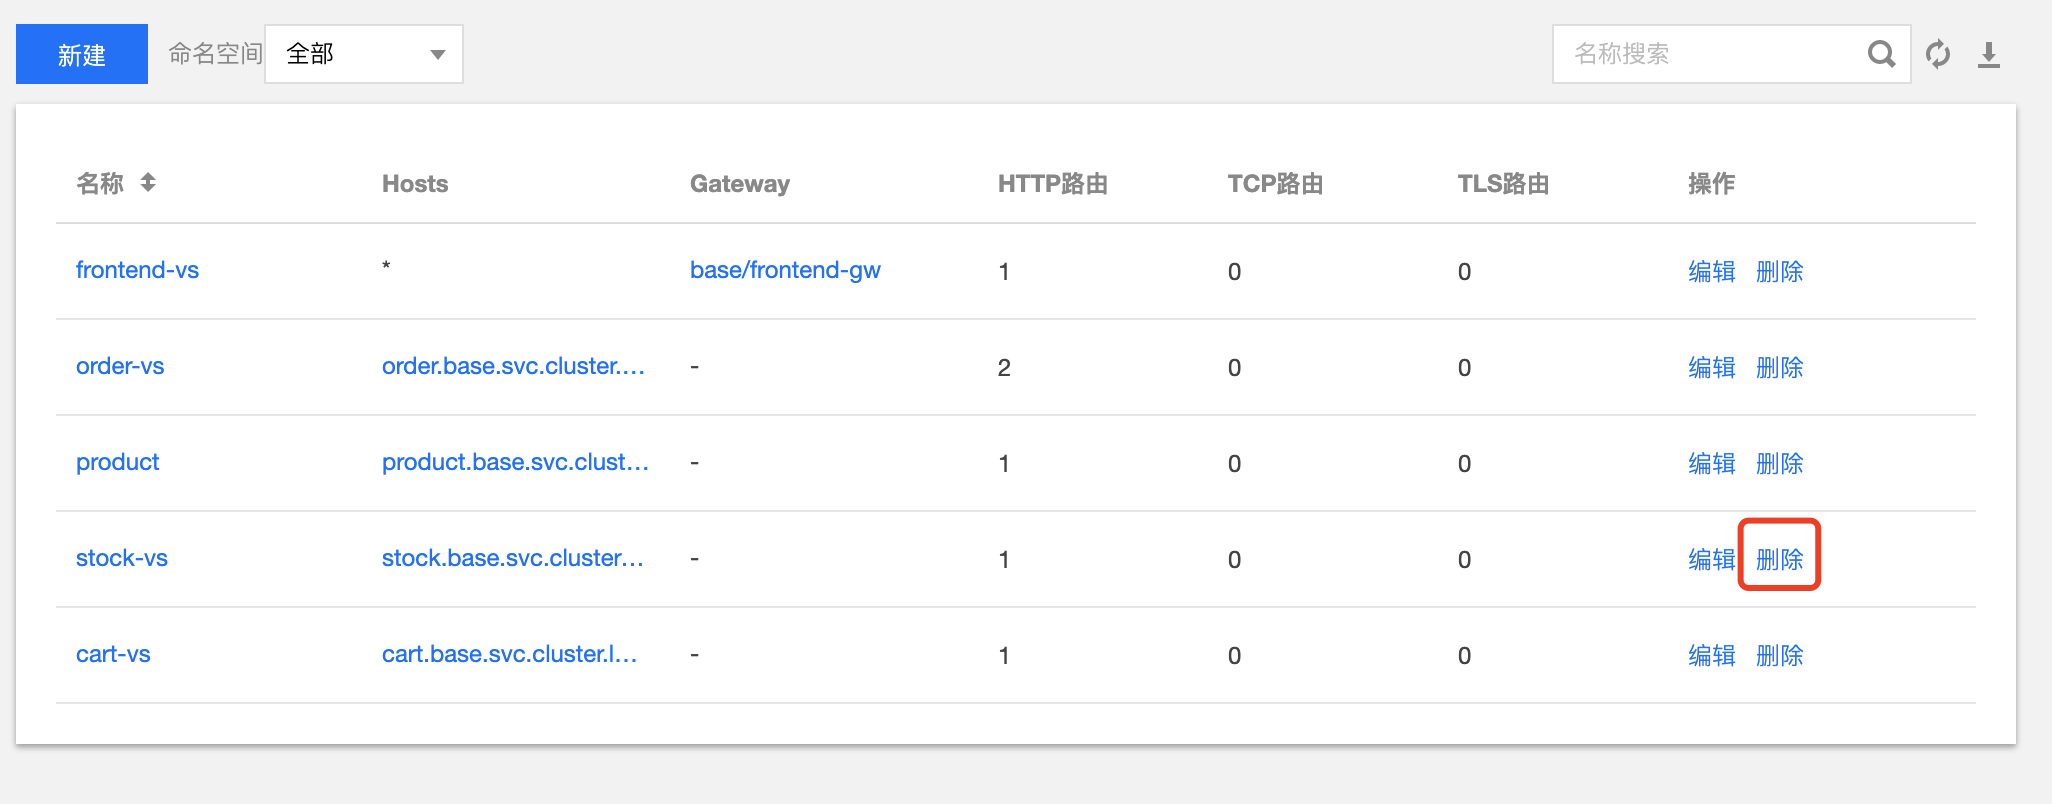 新建 命名空间 全部 名称搜索
名称 Hosts Gateway HTTP路由 TCP路由 TLS路由 操作
frontend-vs * base/frontend-gw 1 0 0 编辑 删除
order-vs order.base.svc.cluster.... - 2 0 0 编辑 删除
product product.base.svc.clust... - 1 0 0 编辑 删除
stock-vs stock.base.svc.cluster... - 1 0 0 编辑 删除
cart-vs cart.base.svc.cluster.l... - 1 0 0 编辑 删除